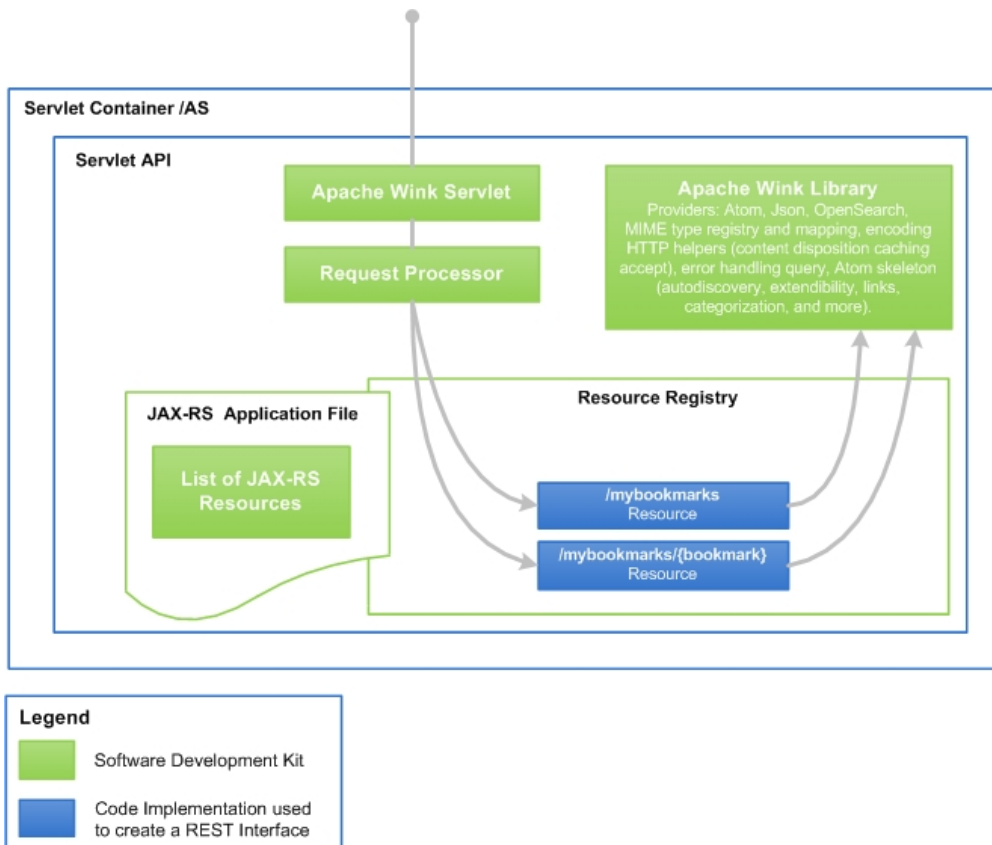 Servlet Container /AS
Servlet API
Apache Wink Servlet
Request Processor
Apache Wink Library
Providers: Atom, Json, OpenSearch,
MIME type registry and mapping, encoding
HTTP helpers (content disposition caching
accept), error handling query, Atom skeleton
(autodiscovery, extendibility, links,
categorization, and more).
JAX-RS Application File
List of JAX-RS
Resources
Resource Registry
/mybookmarks
Resource
/mybookmarks/{bookmark}
Resource
Legend
Software Development Kit
Code Implementation used
to create a REST Interface